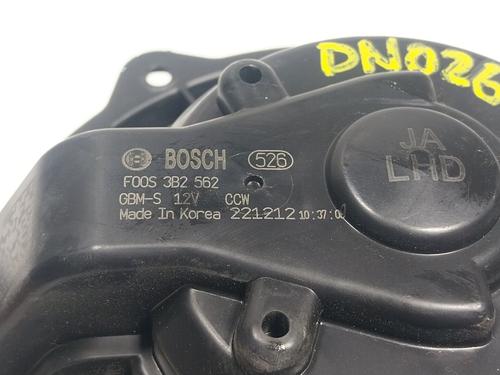 DN026
JA
LHD
BOSCH 526
F00S 3B2 562
GBM-S 12V CCW
Made In Korea 221212 10:37:0